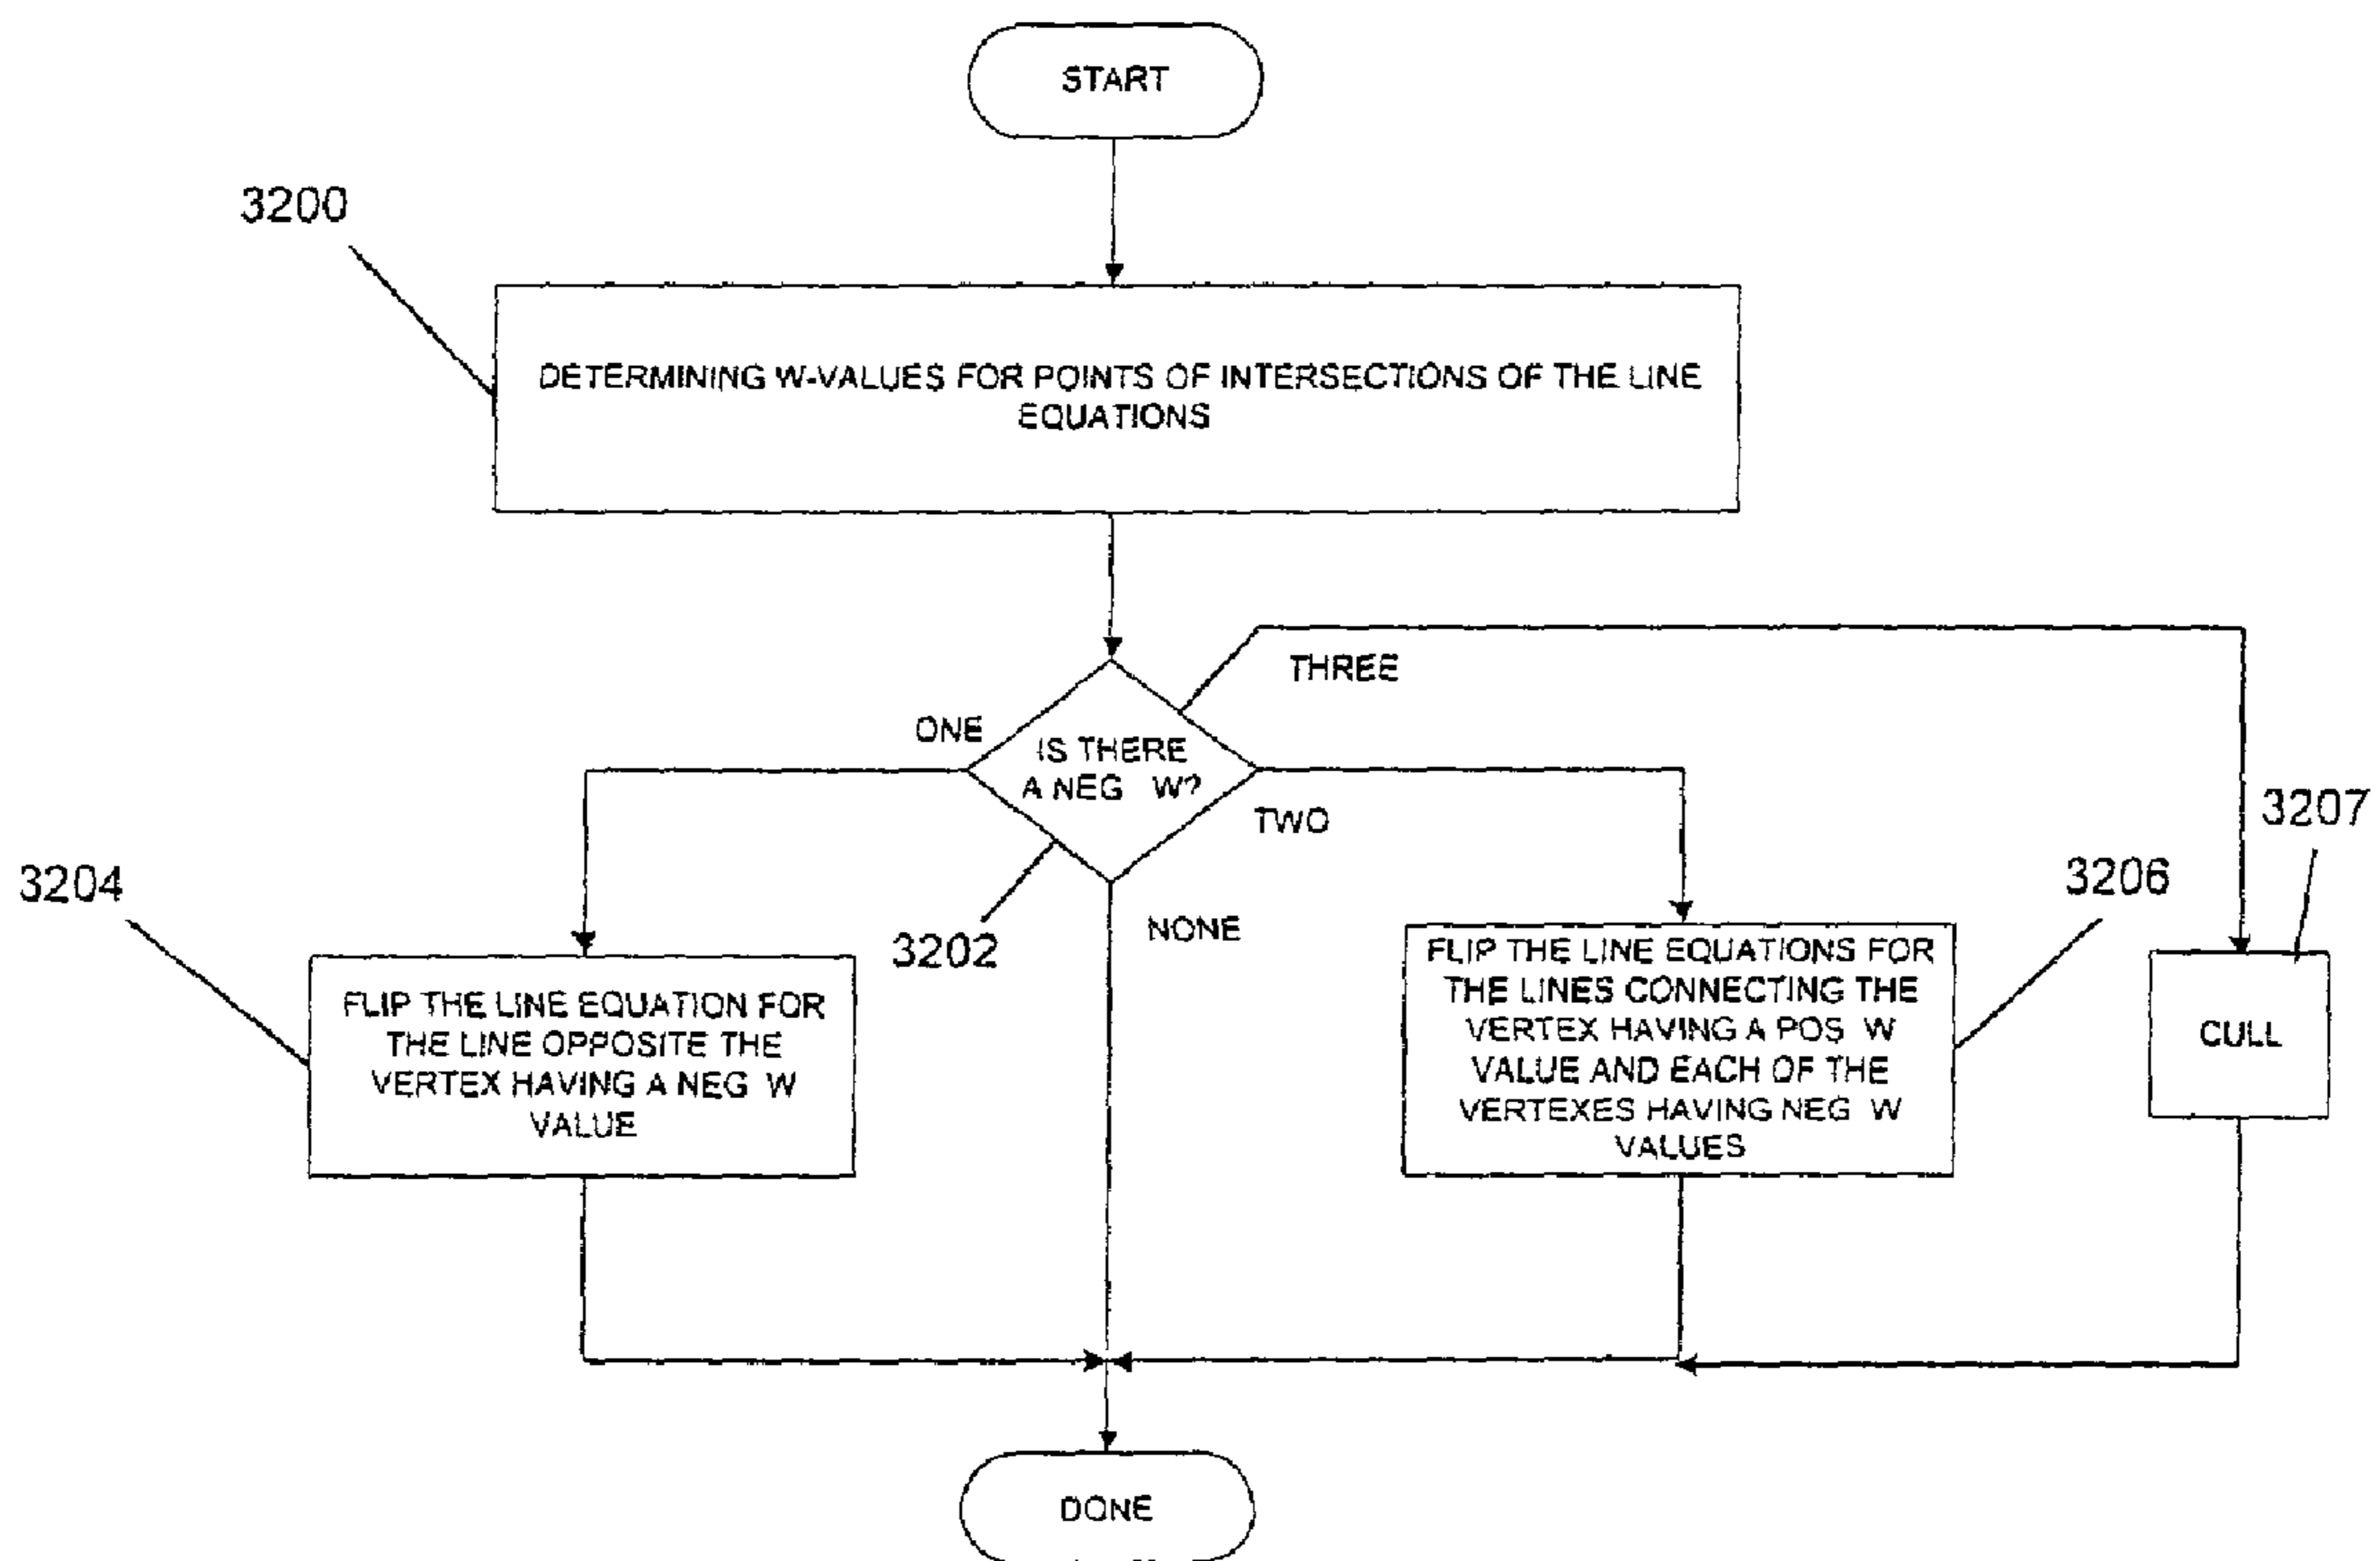 START
3200
DETERMINING W-VALUES FOR POINTS OF INTERSECTIONS OF THE LINE
EQUATIONS
THREE
ONE
IS THERE
A NEG W?
TWO
3207
3204
3202
NONE
3206
FLIP THE LINE EQUATION FOR
THE LINE OPPOSITE THE
VERTEX HAVING A NEG W
VALUE
FLIP THE LINE EQUATIONS FOR
THE LINES CONNECTING THE
VERTEX HAVING A POS W
VALUE AND EACH OF THE
VERTEXES HAVING NEG W
VALUES
CULL
DONE